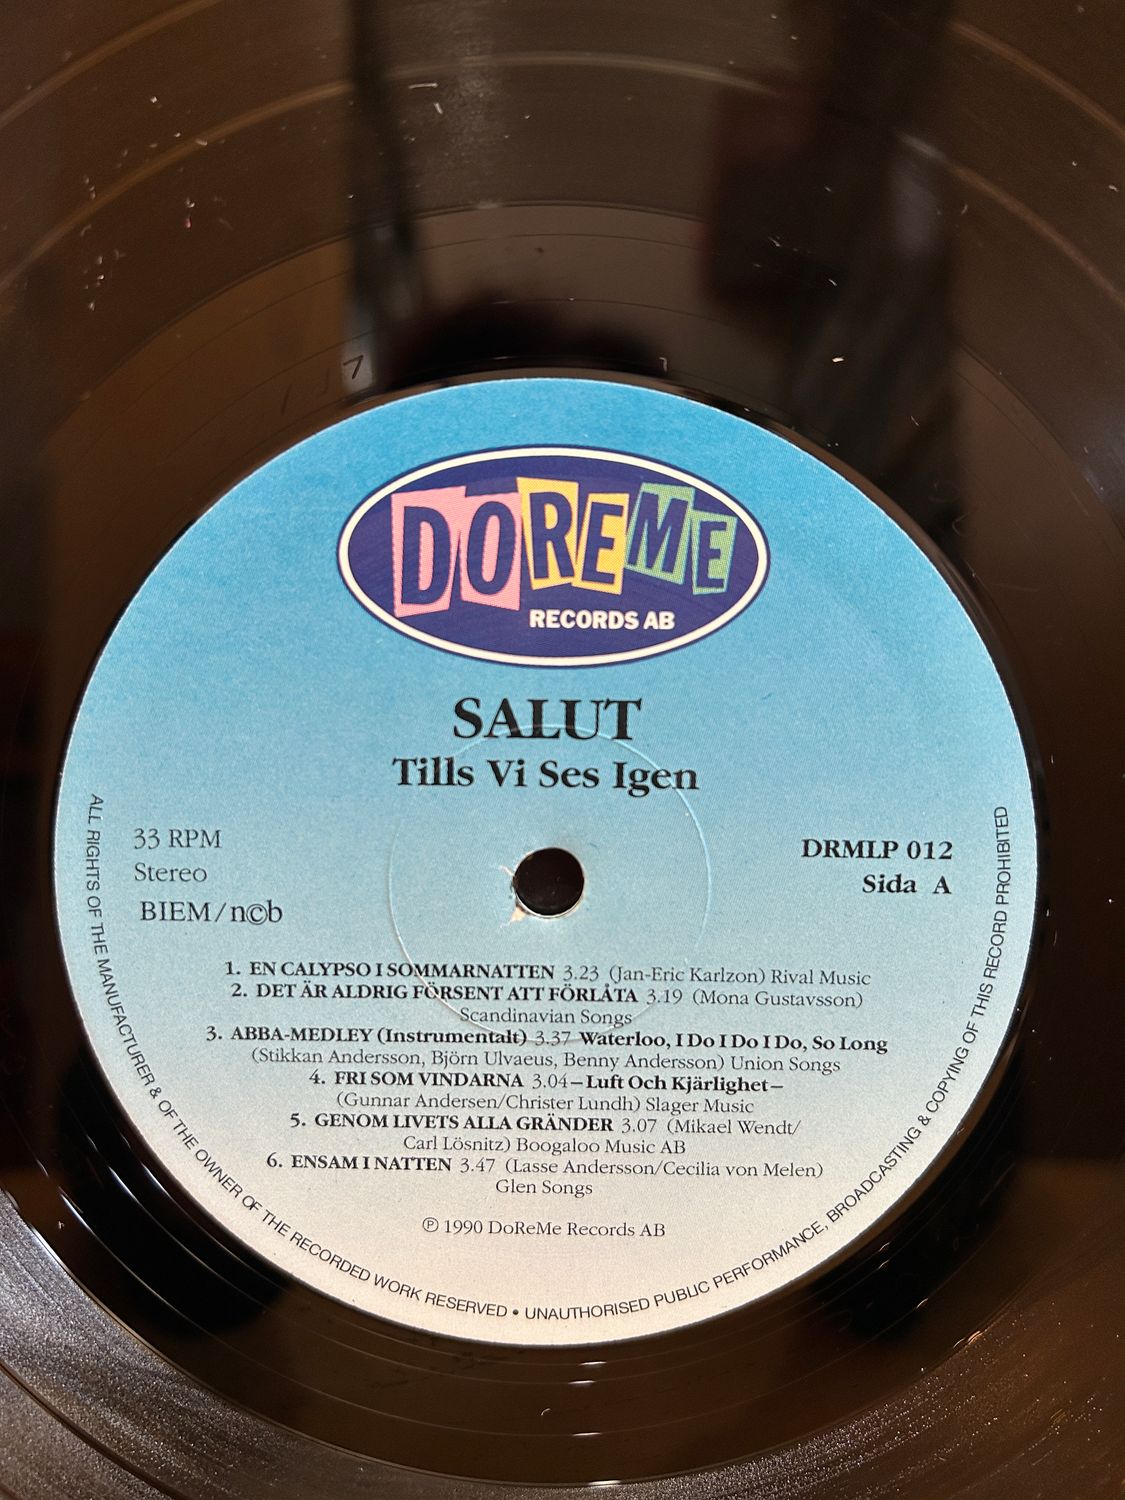 DOREME
RECORDS AB
SALUT
Tills Vi Ses Igen
33 RPM
Stereo
BIEM/n©b
DRMLP 012
Sida A
1. EN CALYPSO I SOMMARNATTEN 3.23 (Jan-Eric Karlzon) Rival Music
2. DET ÄR ALDRIG FÖRSENT ATT FÖRLÅTA 3.19 (Mona Gustavsson)
Scandinavian Songs
3. ABBA-MEDLEY (Instrumentalt) 3.37 Waterloo, I Do I Do I Do, So Long
(Stikkan Andersson, Björn Ulvaeus, Benny Andersson) Union Songs
4. FRI SOM VINDARNA 3.04–Luft Och Kjärlighet–
(Gunnar Andersen/Christer Lundh) Slager Music
5. GENOM LIVETS ALLA GRÄNDER 3.07 (Mikael Wendt/
Carl Lösnitz) Boogaloo Music AB
6. ENSAM I NATTEN 3.47 (Lasse Andersson/Cecilia von Melen)
Glen Songs
℗ 1990 DoReMe Records AB
ALL RIGHTS OF THE MANUFACTURER & OF THE OWNER OF THE RECORDED WORK RESERVED • UNAUTHORISED PUBLIC PERFORMANCE, BROADCASTING & COPYING OF THIS RECORD PROHIBITED